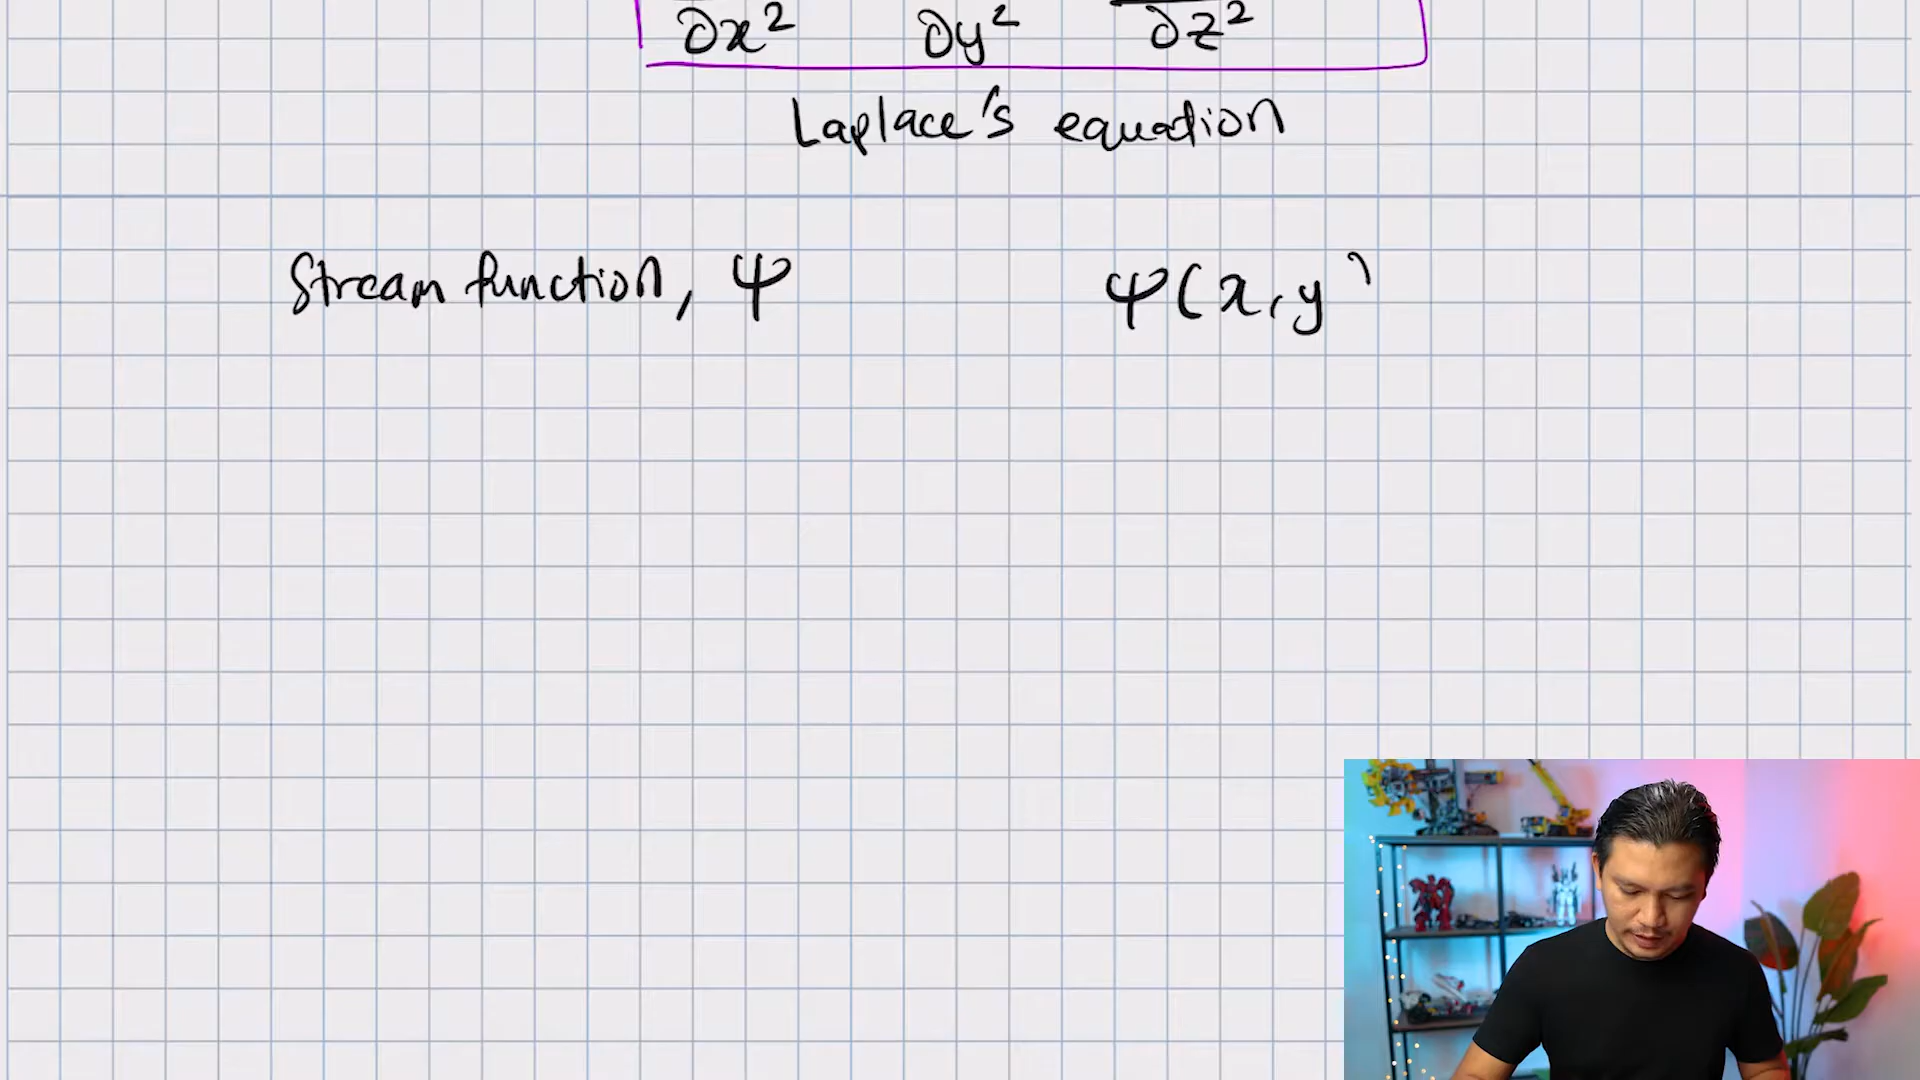 ∂x² ∂y² ∂z²
Laplace's equation
Stream function, ψ ψ(x, y)